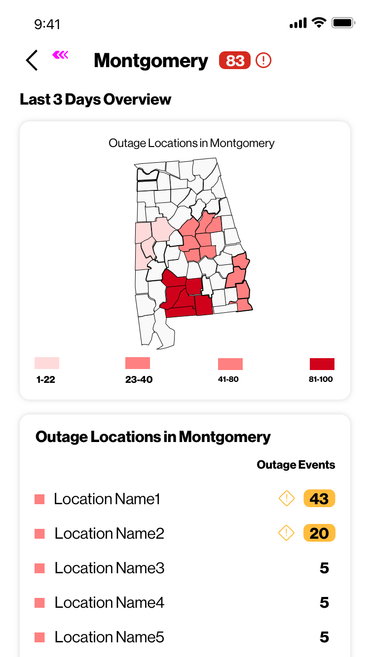 9:41
Montgomery 83
Last 3 Days Overview
Outage Locations in Montgomery
1-22 23-40 41-80 81-100
Outage Locations in Montgomery
Outage Events
Location Name1 43
Location Name2 20
Location Name3 5
Location Name4 5
Location Name5 5